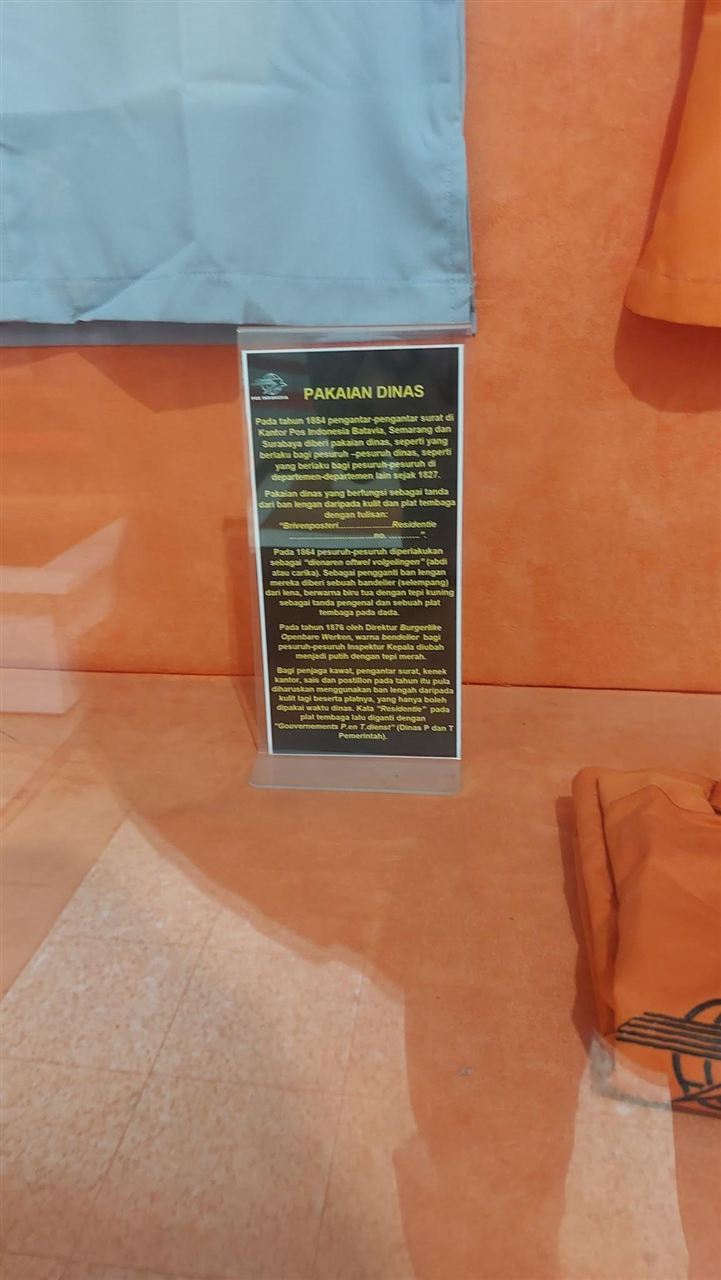 POS INDONESIA
PAKAIAN DINAS
Pada tahun 1854 pengantar-pengantar surat di
Kantor Pos Indonesia Batavia, Semarang dan
Surabaya diberi pakaian dinas, seperti yang
berlaku bagi pesuruh –pesuruh dinas, seperti
yang berlaku bagi pesuruh-pesuruh di
departemen-departemen lain sejak 1827.
Pakaian dinas yang berfungsi sebagai tanda
dari ban lengan daripada kulit dan plat tembaga
dengan tulisan:
"Brivenposteri....................Residentie
................................no.............".
Pada 1864 pesuruh-pesuruh diperlakukan
sebagai "dienaren oftwel volgelingen" (abdi
atau carika). Sebagai pengganti ban lengan
mereka diberi sebuah bandelier (selempang)
dari lena, berwarna biru tua dengan tepi kuning
sebagai tanda pengenal dan sebuah plat
tembaga pada dada.
Pada tahun 1876 oleh Direktur Burgerlike
Openbare Werken, warna bendelier bagi
pesuruh-pesuruh Inspektur Kepala diubah
menjadi putih dengan tepi merah.
Bagi penjaga kawat, pengantar surat, kenek
kantor, sais dan postillon pada tahun itu pula
diharuskan menggunakan ban lengah daripada
kulit lagi beserta platnya, yang hanya boleh
dipakai waktu dinas. Kata "Residentie" pada
plat tembaga lalu diganti dengan
"Gouvernements P.en T.dienst" (Dinas P dan T
Pemerintah).